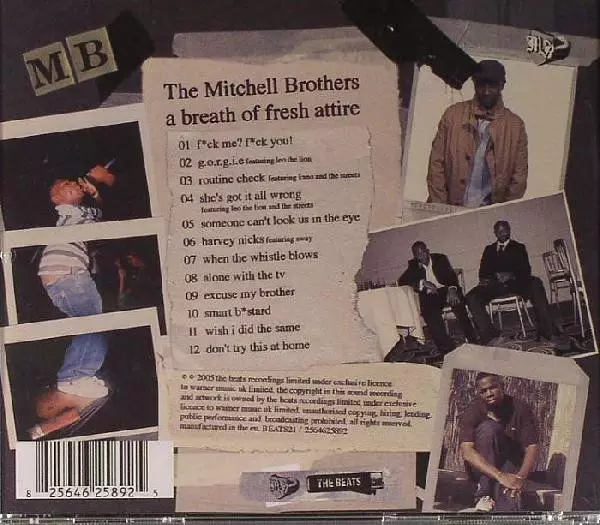 MB
The Mitchell Brothers
a breath of fresh attire
01 f*ck me? f*ck you!
02 g.o.r.g.i.e featuring leo the lion
03 routine check featuring kano and the streets
04 she's got it all wrong
featuring leo the lion and the streets
05 someone can't look us in the eye
06 harvey nicks featuring sway
07 when the whistle blows
08 alone with the tv
09 excuse my brother
10 smart b*stard
11 wish i did the same
12 don't try this at home
℗ © 2005 the beats recordings limited under exclusive licence
to warner music uk limited. the copyright in this sound recording
and artwork is owned by the beats recordings limited under exclusive
licence to warner music uk limited. unauthorised copying, hiring, lending,
public performance and broadcasting prohibited. all rights reserved.
manufactured in the eu. BEATS21 / 2564625892
THE BEATS
8 25646 25892 5